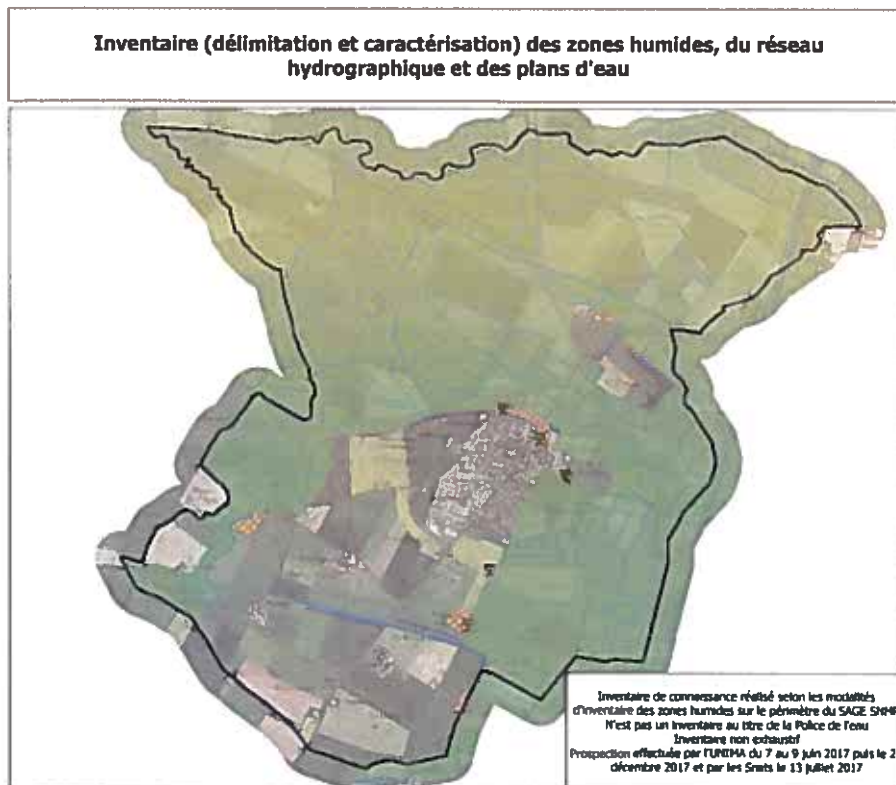 Inventaire (délimitation et caractérisation) des zones humides, du réseau
hydrographique et des plans d'eau
Inventaire de connaissance réalisé selon les modalités
d'inventaire des zones humides sur le périmètre du SAGE SNMP
N'est pas un inventaire au titre de la Police de l'eau
Inventaire non exhaustif
Prospection effectuée par l'UNIMA du 7 au 9 juin 2017 puis le 2
décembre 2017 et par les Snats le 13 juillet 2017